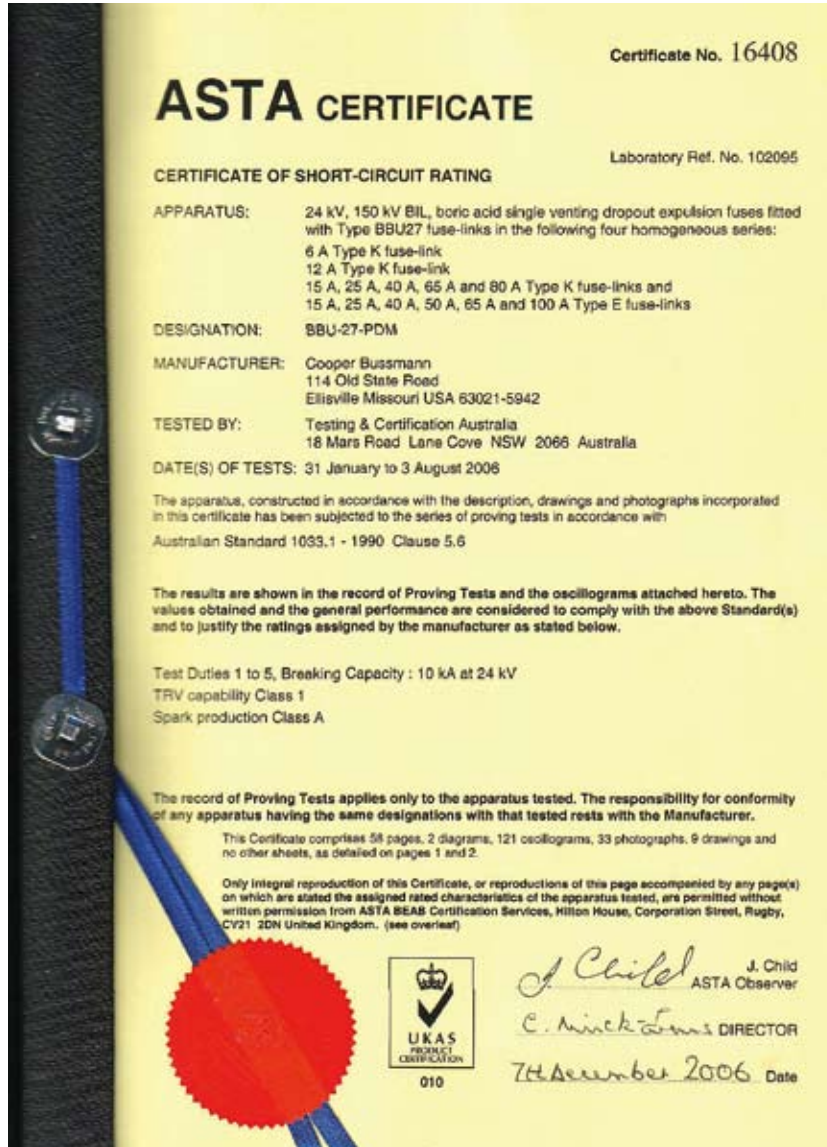 Certificate No. 16408
ASTA CERTIFICATE
Laboratory Ref. No. 102095
CERTIFICATE OF SHORT-CIRCUIT RATING
APPARATUS: 24 kV, 150 kV BIL, boric acid single venting dropout expulsion fuses fitted
with Type BBU27 fuse-links in the following four homogeneous series:
6 A Type K fuse-link
12 A Type K fuse-link
15 A, 25 A, 40 A, 65 A and 80 A Type K fuse-links and
15 A, 25 A, 40 A, 50 A, 65 A and 100 A Type E fuse-links
DESIGNATION: BBU-27-PDM
MANUFACTURER: Cooper Bussmann
114 Old State Road
Ellisville Missouri USA 63021-5942
TESTED BY: Testing & Certification Australia
18 Mars Road Lane Cove NSW 2066 Australia
DATE(S) OF TESTS: 31 January to 3 August 2006
The apparatus, constructed in accordance with the description, drawings and photographs incorporated
in this certificate has been subjected to the series of proving tests in accordance with
Australian Standard 1033.1 - 1990 Clause 5.6
The results are shown in the record of Proving Tests and the oscillograms attached hereto. The
values obtained and the general performance are considered to comply with the above Standard(s)
and to justify the ratings assigned by the manufacturer as stated below.
Test Duties 1 to 5, Breaking Capacity : 10 kA at 24 kV
TRV capability Class 1
Spark production Class A
The record of Proving Tests applies only to the apparatus tested. The responsibility for conformity
of any apparatus having the same designations with that tested rests with the Manufacturer.
This Certificate comprises 58 pages, 2 diagrams, 121 oscillograms, 33 photographs, 9 drawings and
no other sheets, as detailed on pages 1 and 2.
Only integral reproduction of this Certificate, or reproductions of this page accompanied by any page(s)
on which are stated the assigned rated characteristics of the apparatus tested, are permitted without
written permission from ASTA BEAB Certification Services, Hilton House, Corporation Street, Rugby,
CV21 2DN United Kingdom. (see overleaf)
J Child J. Child
ASTA Observer
UKAS
PRODUCT
CERTIFICATION
010
C. DIRECTOR
7th December 2006 Date